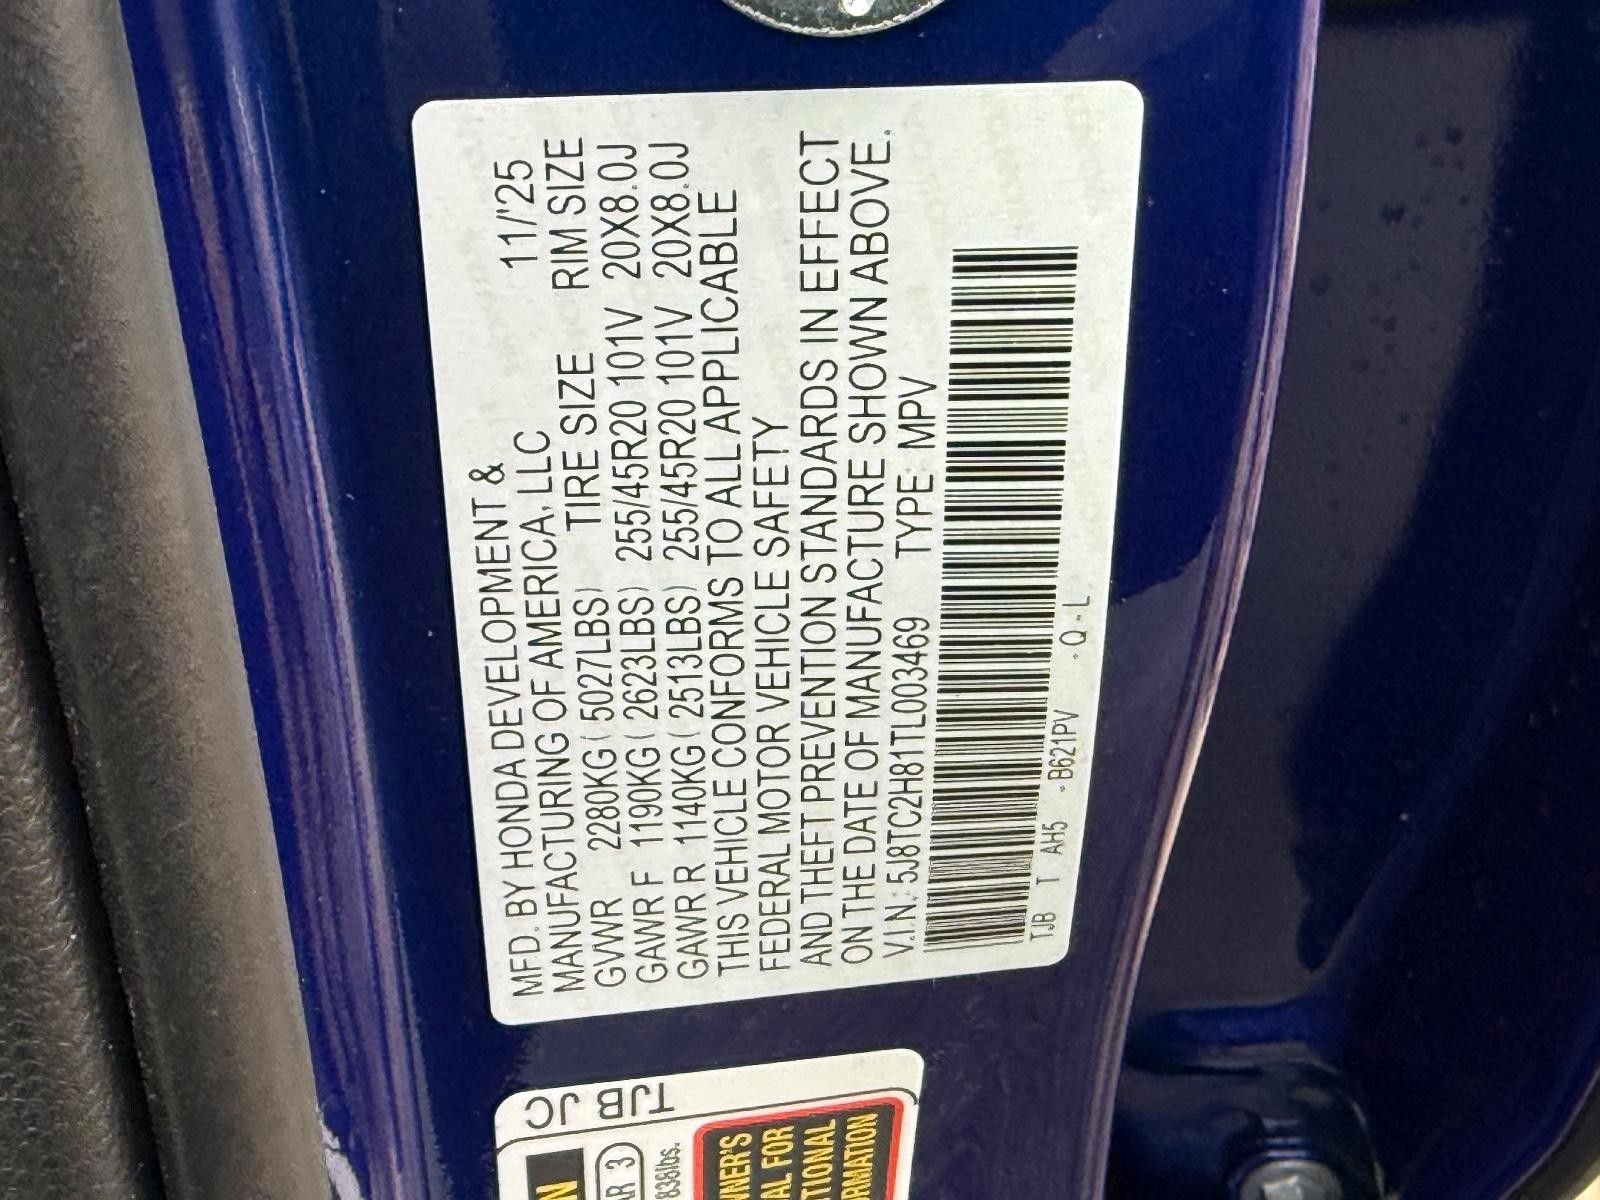 MFD. BY HONDA DEVELOPMENT & 11/'25
MANUFACTURING OF AMERICA, LLC TIRE SIZE RIM SIZE
GVWR 2280KG (5027LBS) 255/45R20 101V 20X8.0J
GAWR F 1190KG (2623LBS) 255/45R20 101V 20X8.0J
GAWR R 1140KG (2513LBS)
THIS VEHICLE CONFORMS TO ALL APPLICABLE
FEDERAL MOTOR VEHICLE SAFETY
AND THEFT PREVENTION STANDARDS IN EFFECT
ON THE DATE OF MANUFACTURE SHOWN ABOVE.
V.I.N.: 5J8TC2H81TL003469 TYPE: MPV
TJB T AH5 · B621PV · Q - L
TJB JC
AR 3
838lbs.